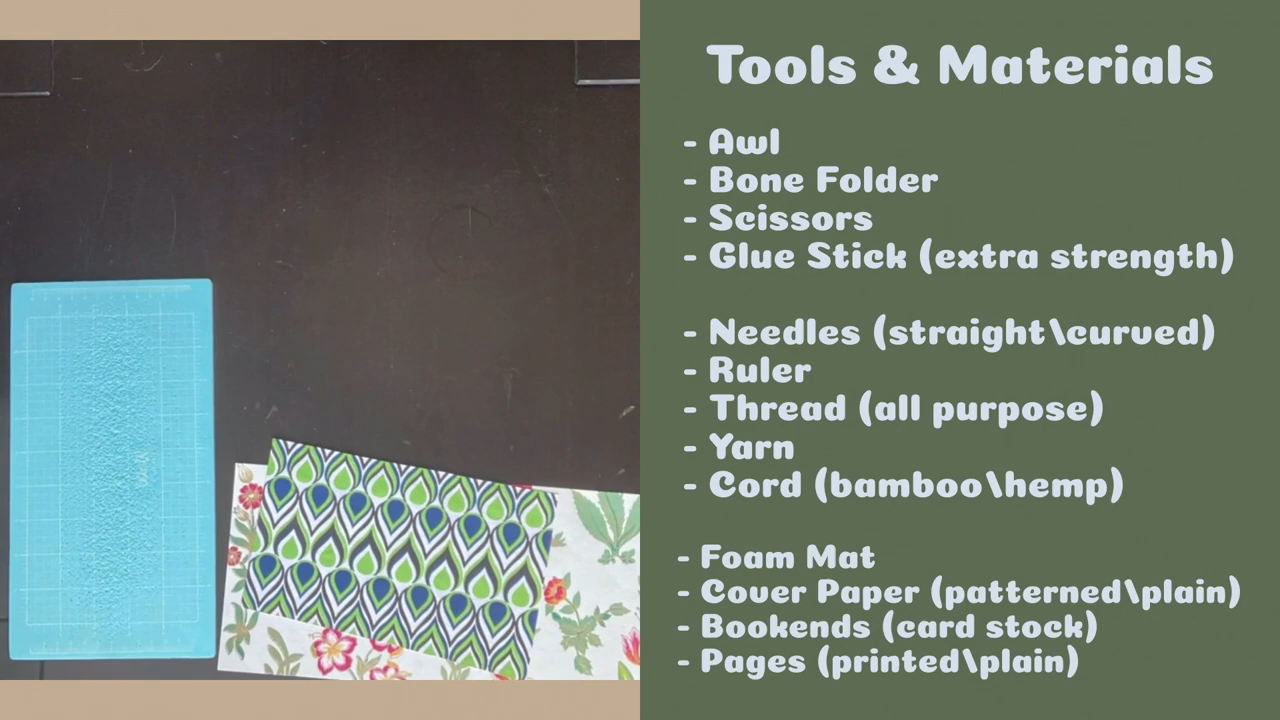 Tools & Materials
- Awl
- Bone Folder
- Scissors
- Glue Stick (extra strength)
- Needles (straight\curved)
- Ruler
- Thread (all purpose)
- Yarn
- Cord (bamboo\hemp)
- Foam Mat
- Cover Paper (patterned\plain)
- Bookends (card stock)
- Pages (printed\plain)